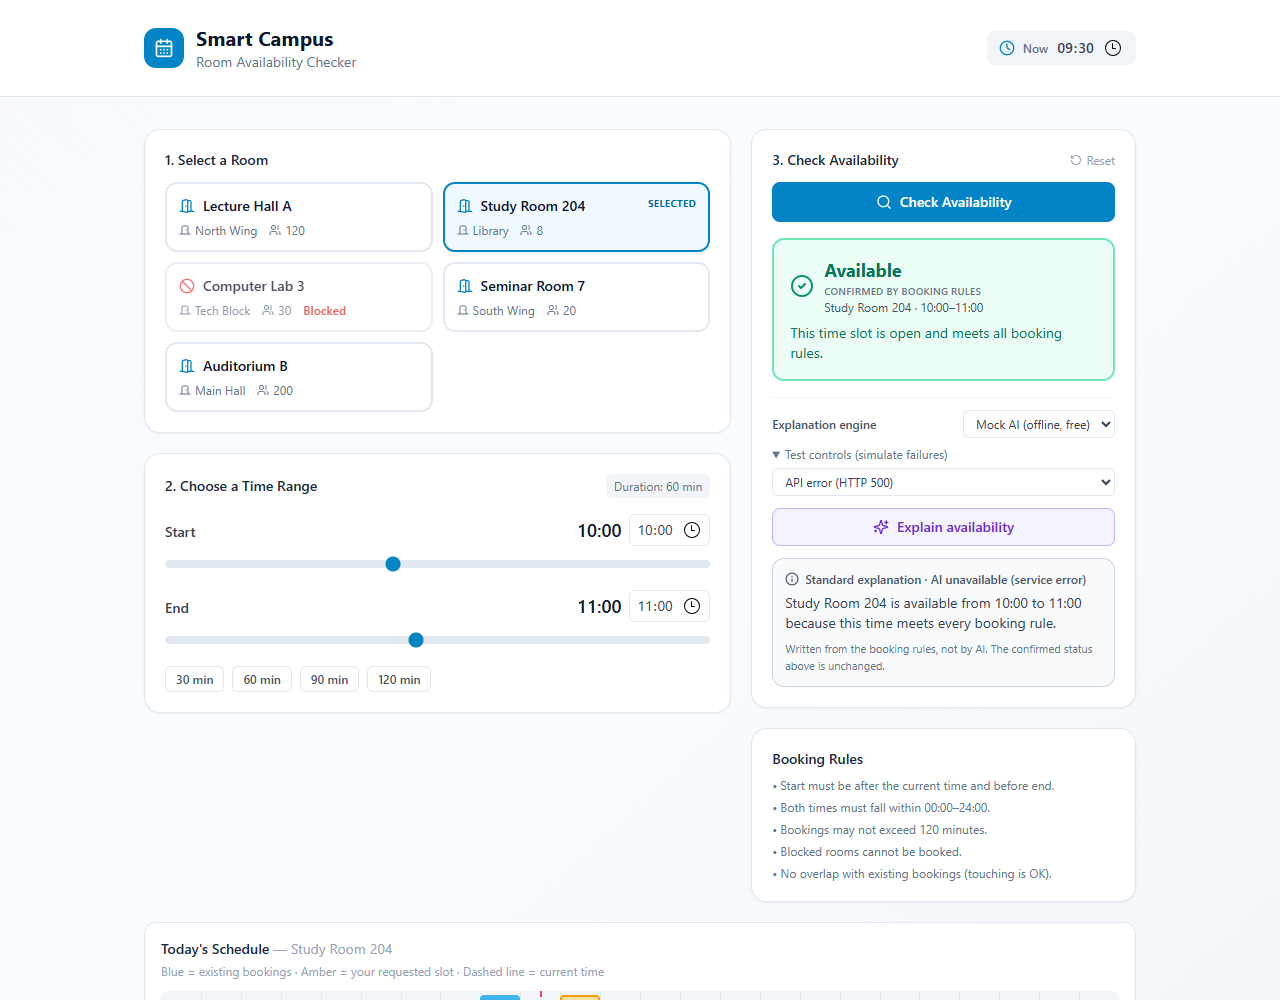 Smart Campus
Room Availability Checker
Now 09:30
1. Select a Room
Lecture Hall A
North Wing 120
Study Room 204 SELECTED
Library 8
Computer Lab 3
Tech Block 30 Blocked
Seminar Room 7
South Wing 20
Auditorium B
Main Hall 200
2. Choose a Time Range Duration: 60 min
Start 10:00 10:00
End 11:00 11:00
30 min 60 min 90 min 120 min
3. Check Availability Reset
Check Availability
Available
CONFIRMED BY BOOKING RULES
Study Room 204 · 10:00–11:00
This time slot is open and meets all booking
rules.
Explanation engine Mock AI (offline, free)
▼ Test controls (simulate failures)
API error (HTTP 500)
Explain availability
Standard explanation · AI unavailable (service error)
Study Room 204 is available from 10:00 to 11:00
because this time meets every booking rule.
Written from the booking rules, not by AI. The confirmed status
above is unchanged.
Booking Rules
• Start must be after the current time and before end.
• Both times must fall within 00:00–24:00.
• Bookings may not exceed 120 minutes.
• Blocked rooms cannot be booked.
• No overlap with existing bookings (touching is OK).
Today's Schedule — Study Room 204
Blue = existing bookings · Amber = your requested slot · Dashed line = current time